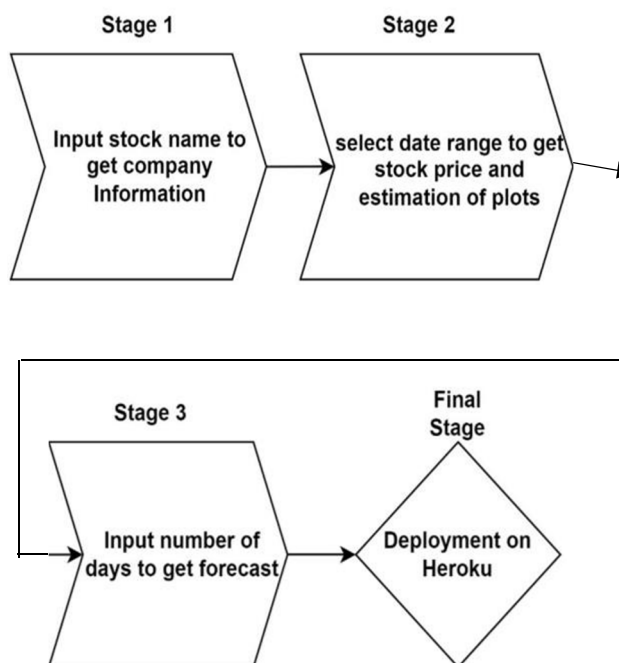 Stage 1
Input stock name to
get company
Information
Stage 2
select date range to get
stock price and
estimation of plots
Stage 3
Input number of
days to get forecast
Final
Stage
Deployment on
Heroku